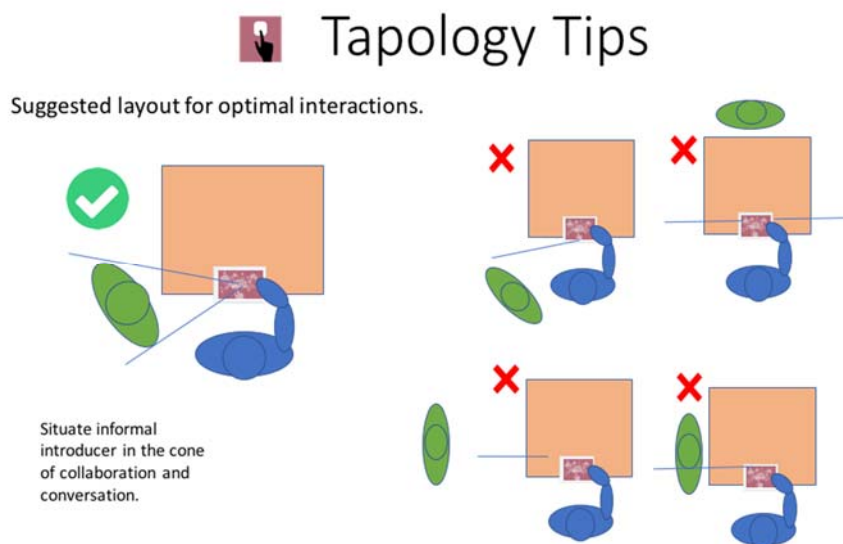 Tapology Tips
Suggested layout for optimal interactions.
Situate informal
introducer in the cone
of collaboration and
conversation.